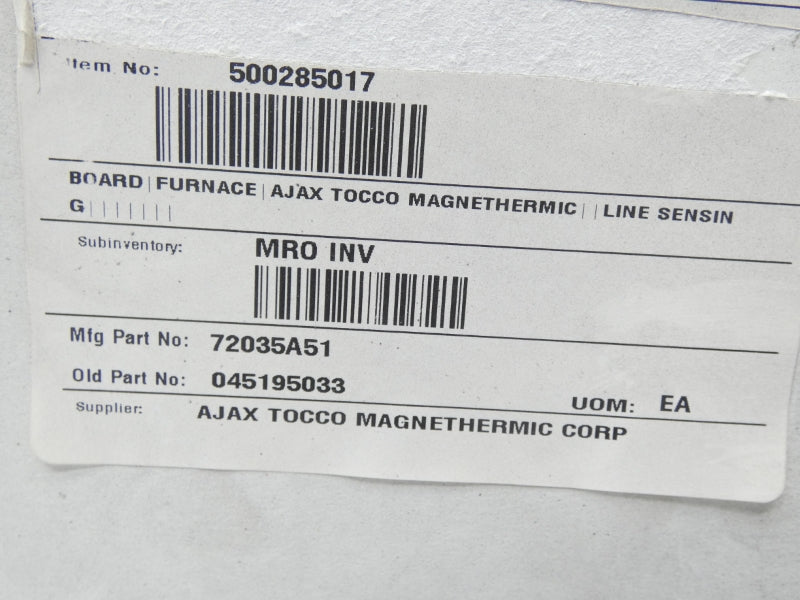 Item No: 500285017
BOARD|FURNACE|AJAX TOCCO MAGNETHERMIC||LINE SENSIN
G|||||||
Subinventory: MRO INV
Mfg Part No: 72035A51
Old Part No: 045195033 UOM: EA
Supplier: AJAX TOCCO MAGNETHERMIC CORP